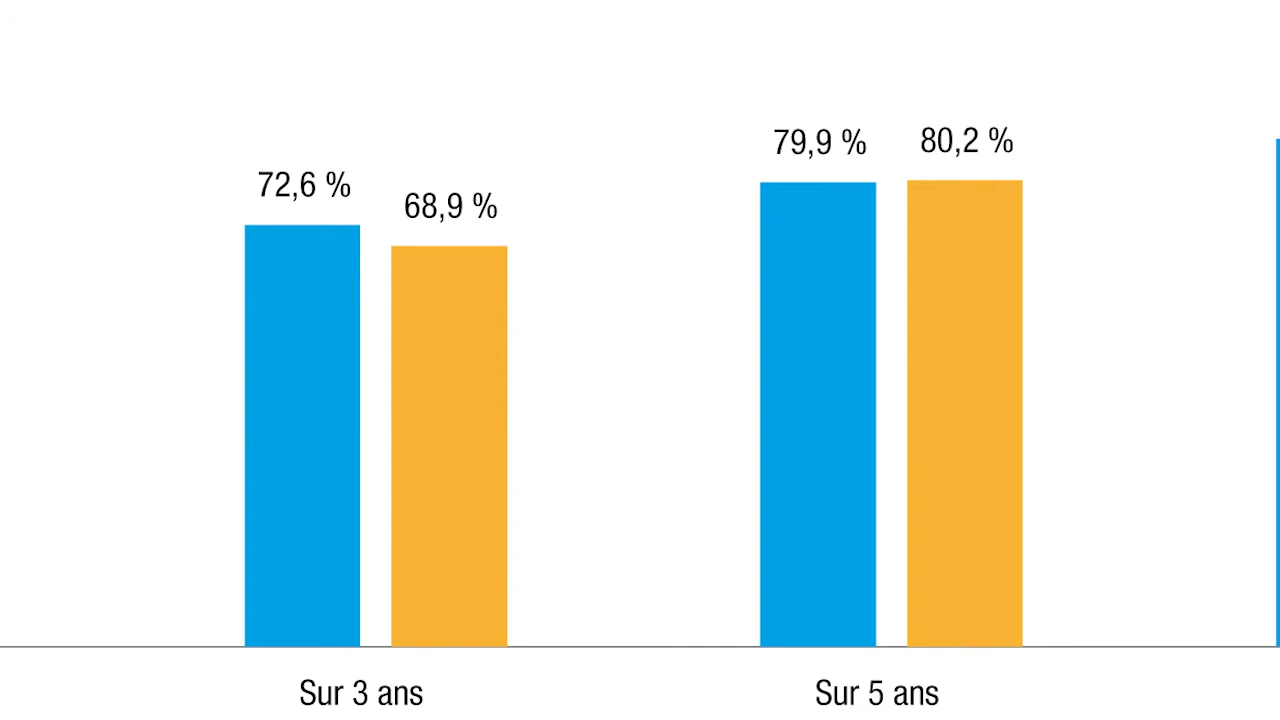 72,6 %
68,9 %
79,9 %
80,2 %
Sur 3 ans
Sur 5 ans